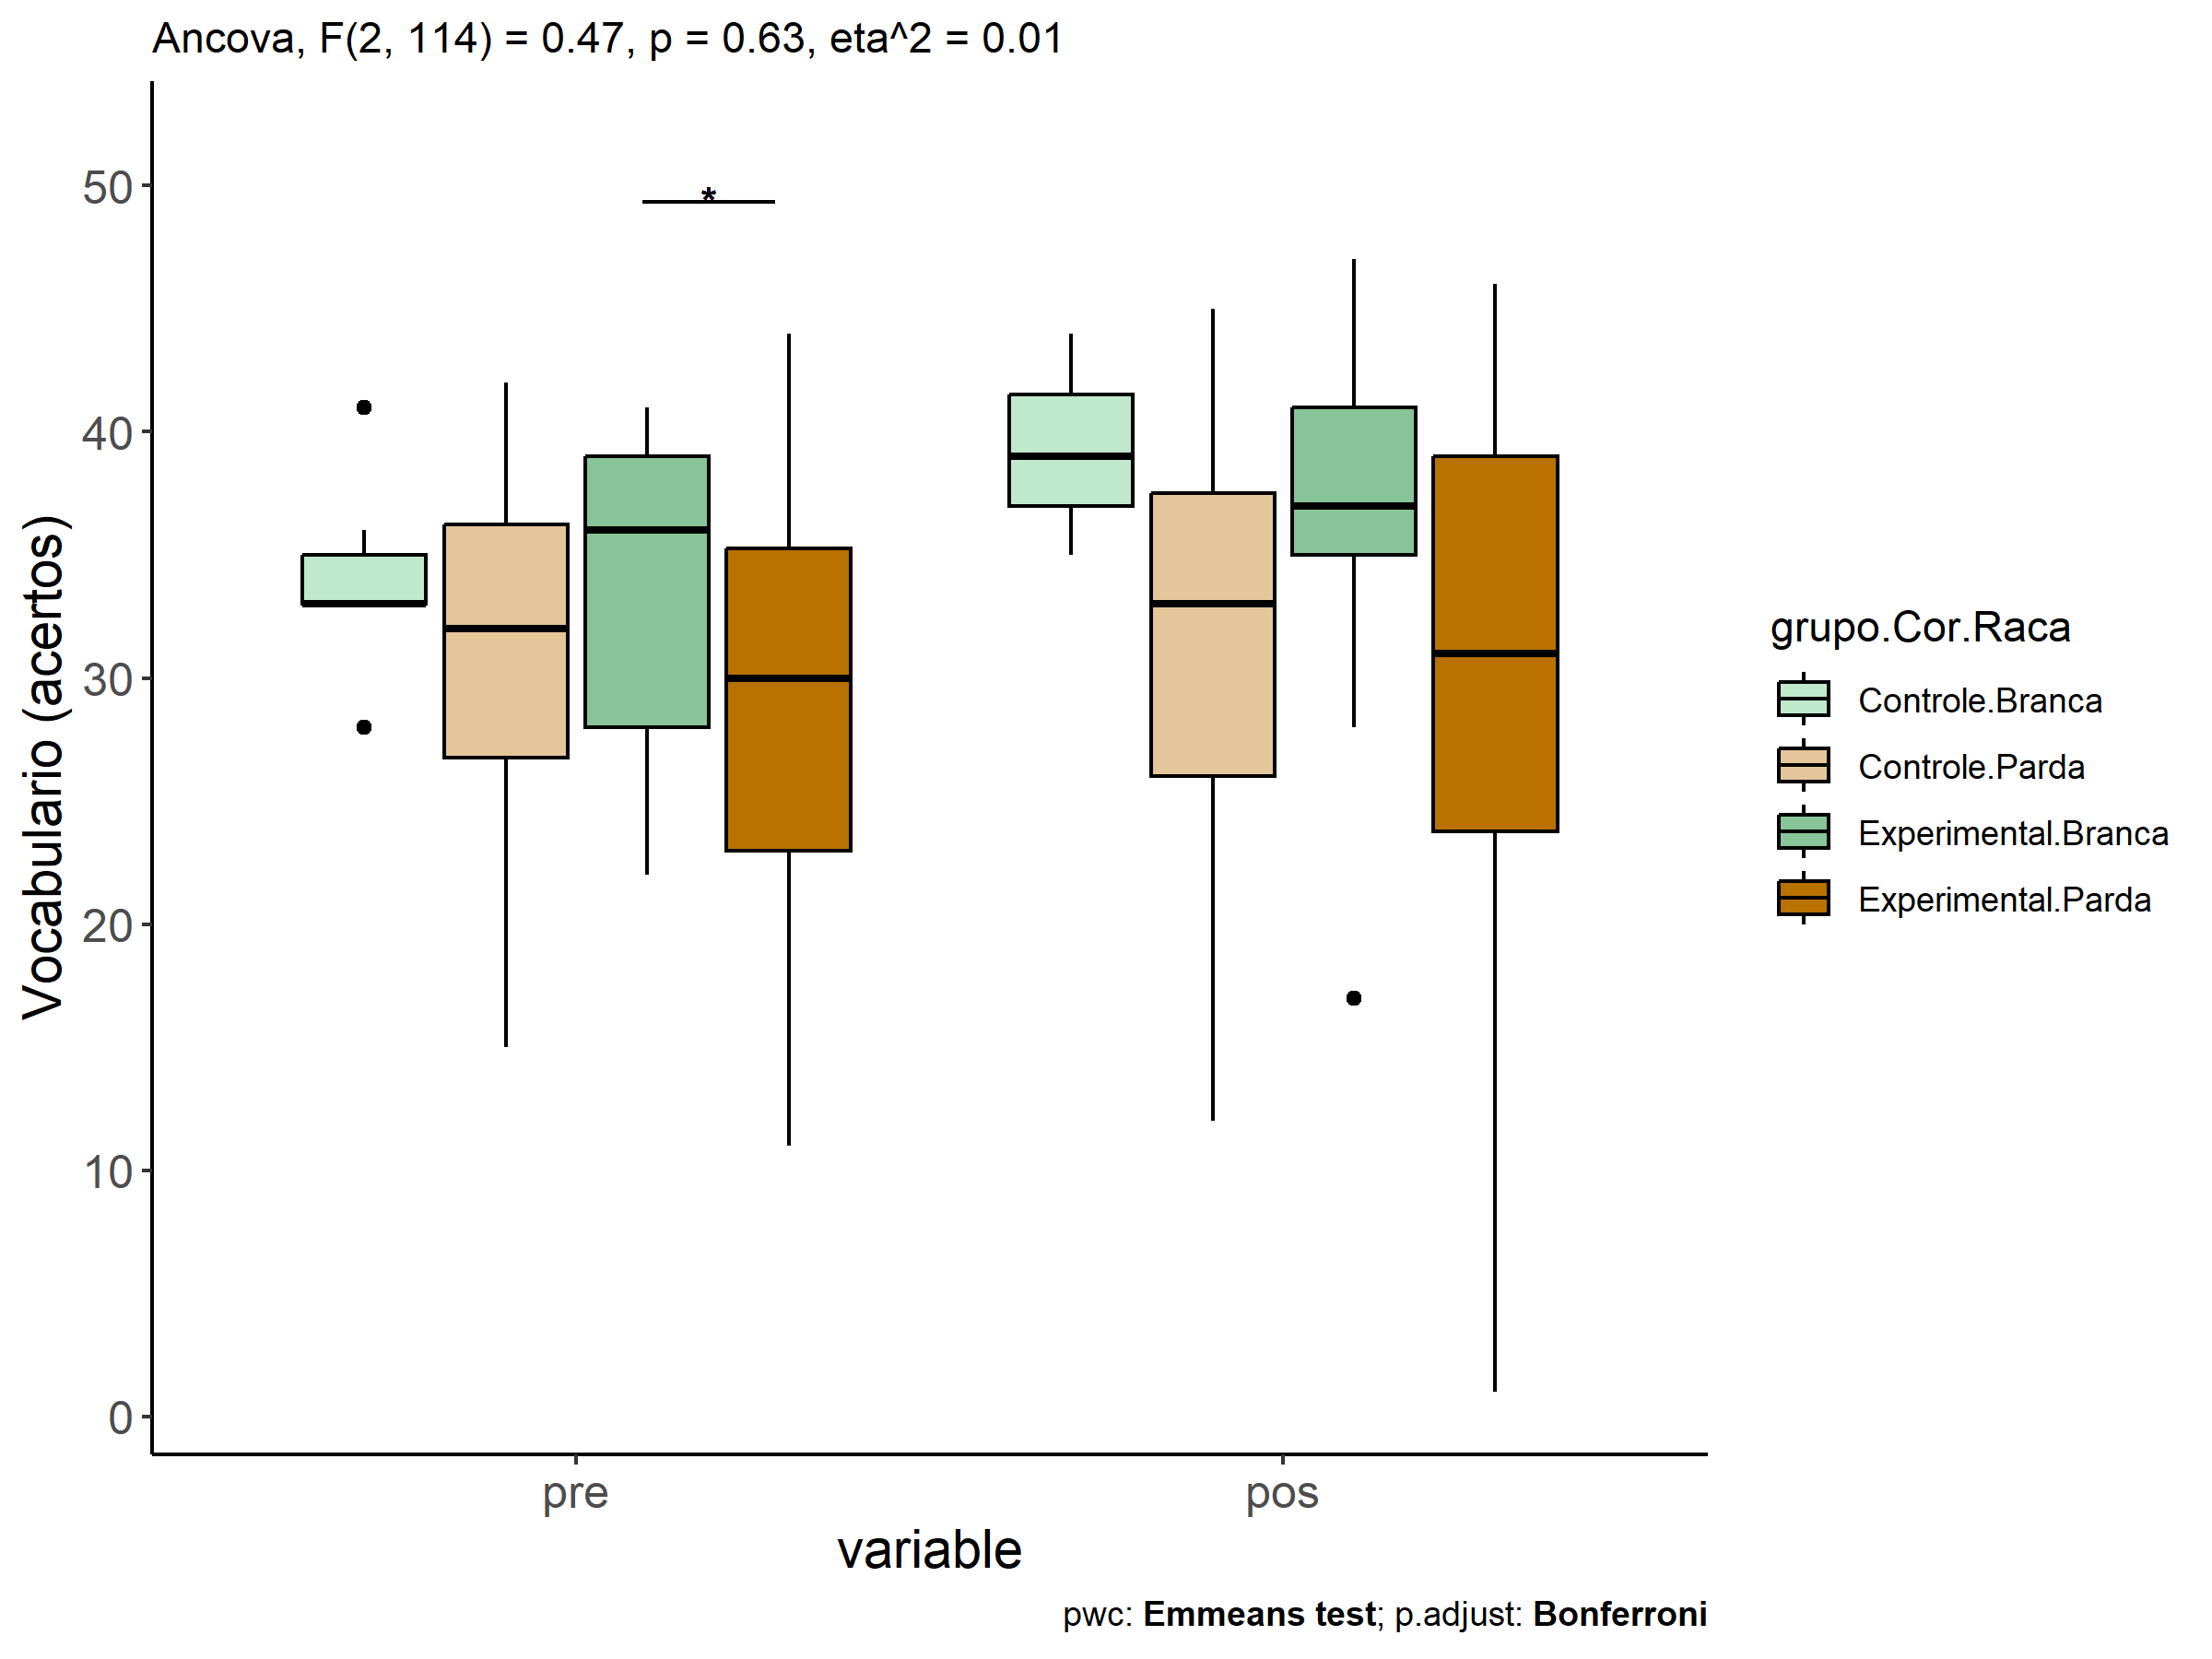 Ancova, F(2, 114) = 0.47, p = 0.63, eta^2 = 0.01
Vocabulario (acertos)
50
40
30
20
10
0
*
pre
pos
variable
grupo.Cor.Raca
Controle.Branca
Controle.Parda
Experimental.Branca
Experimental.Parda
pwc: Emmeans test; p.adjust: Bonferroni